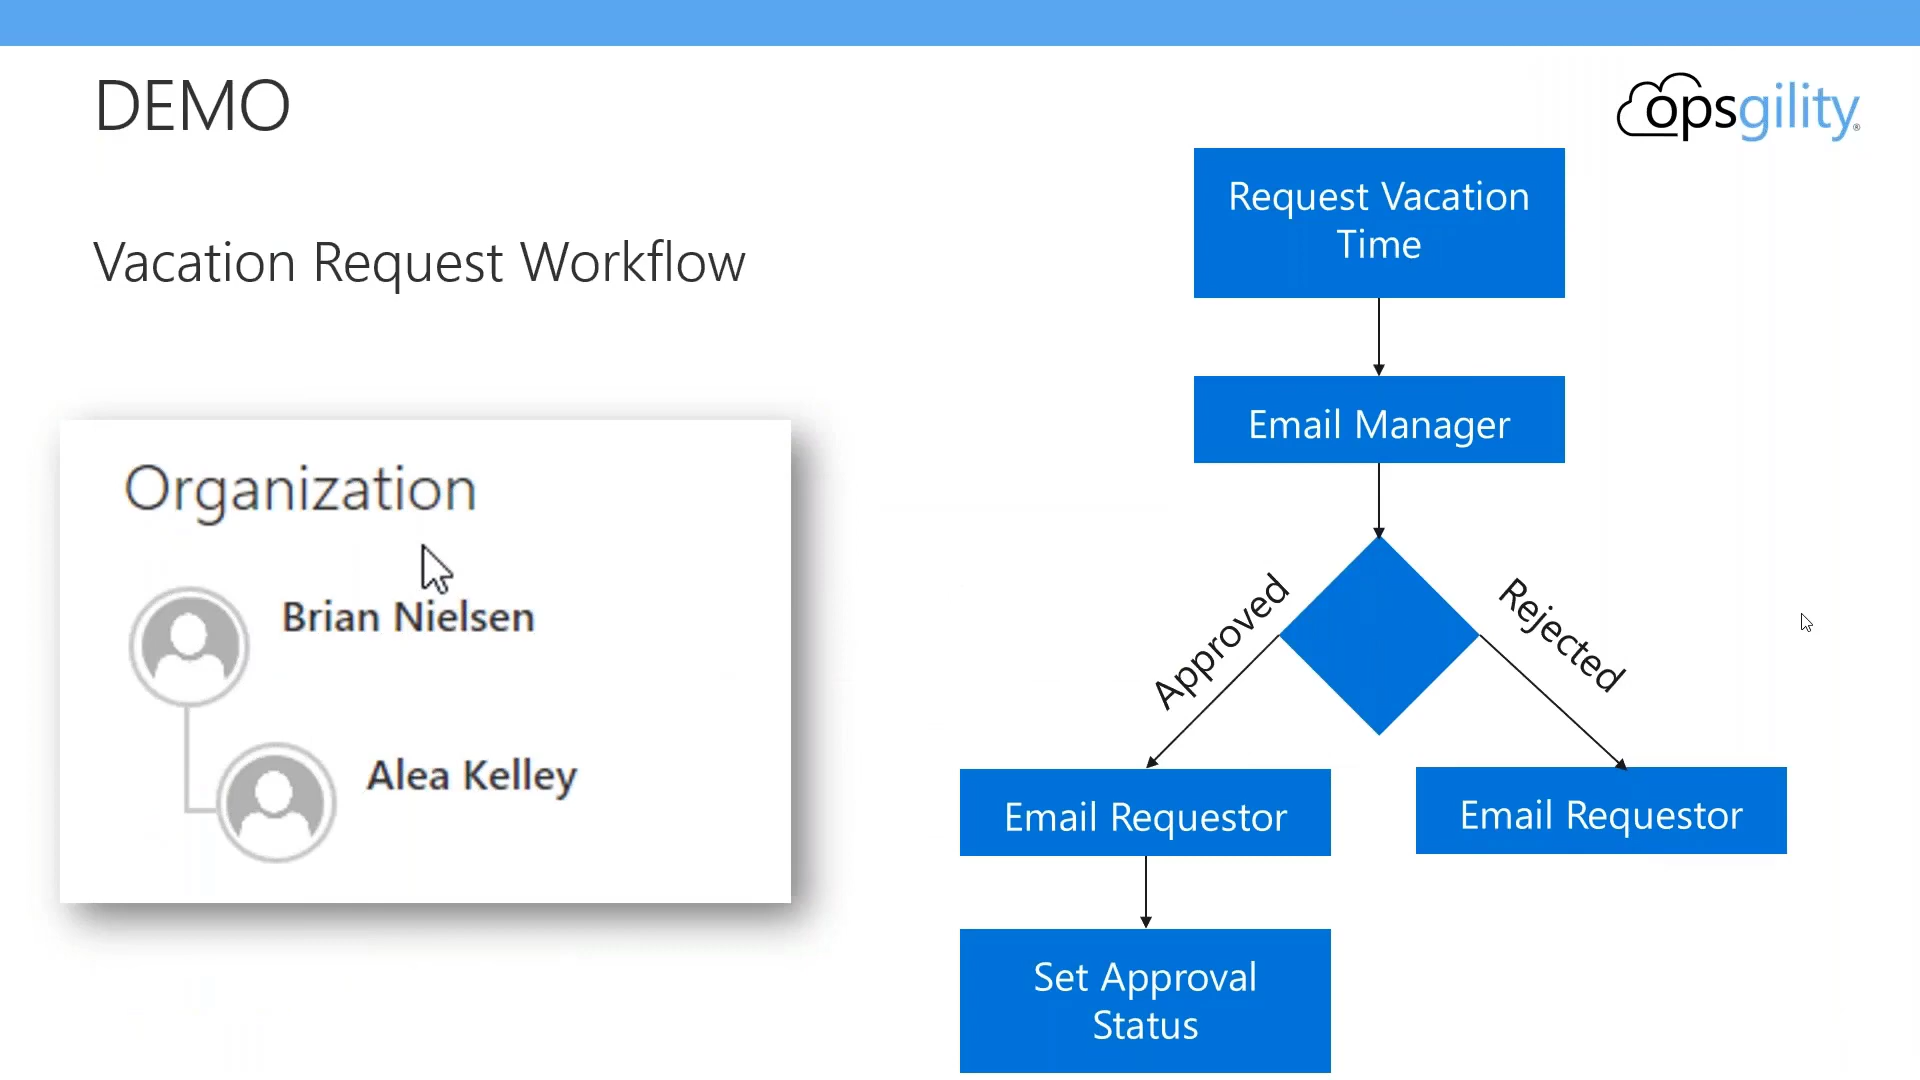 DEMO
opsgility®
Vacation Request Workflow
Organization
Brian Nielsen
Alea Kelley
Request Vacation
Time
Email Manager
Approved
Rejected
Email Requestor
Email Requestor
Set Approval
Status